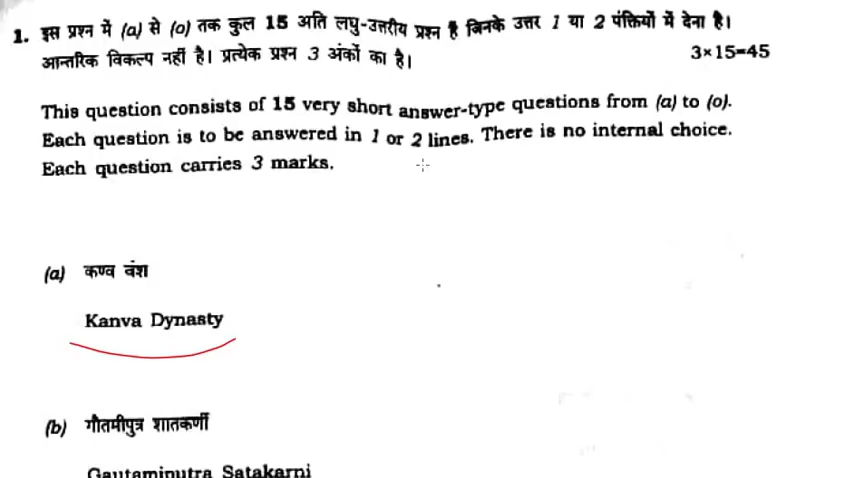 1. इस प्रश्न में (a) से (o) तक कुल 15 अति लघु-उत्तरीय प्रश्न हैं जिनके उत्तर 1 या 2 पंक्तियों में देना है।
आन्तरिक विकल्प नहीं है। प्रत्येक प्रश्न 3 अंकों का है। 3×15=45
This question consists of 15 very short answer-type questions from (a) to (o).
Each question is to be answered in 1 or 2 lines. There is no internal choice.
Each question carries 3 marks.
(a) कण्व वंश
Kanva Dynasty
(b) गौतमीपुत्र शातकर्णी
Gautamiputra Satakarni